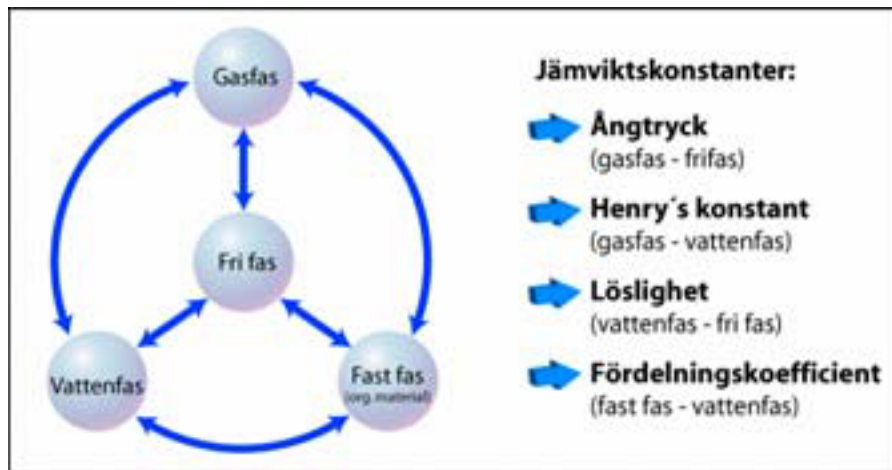 Gasfas
Fri fas
Vattenfas
Fast fas
(org. material)
Jämviktskonstanter:
Ångtryck
(gasfas - frifas)
Henry´s konstant
(gasfas - vattenfas)
Löslighet
(vattenfas - fri fas)
Fördelningskoefficient
(fast fas - vattenfas)